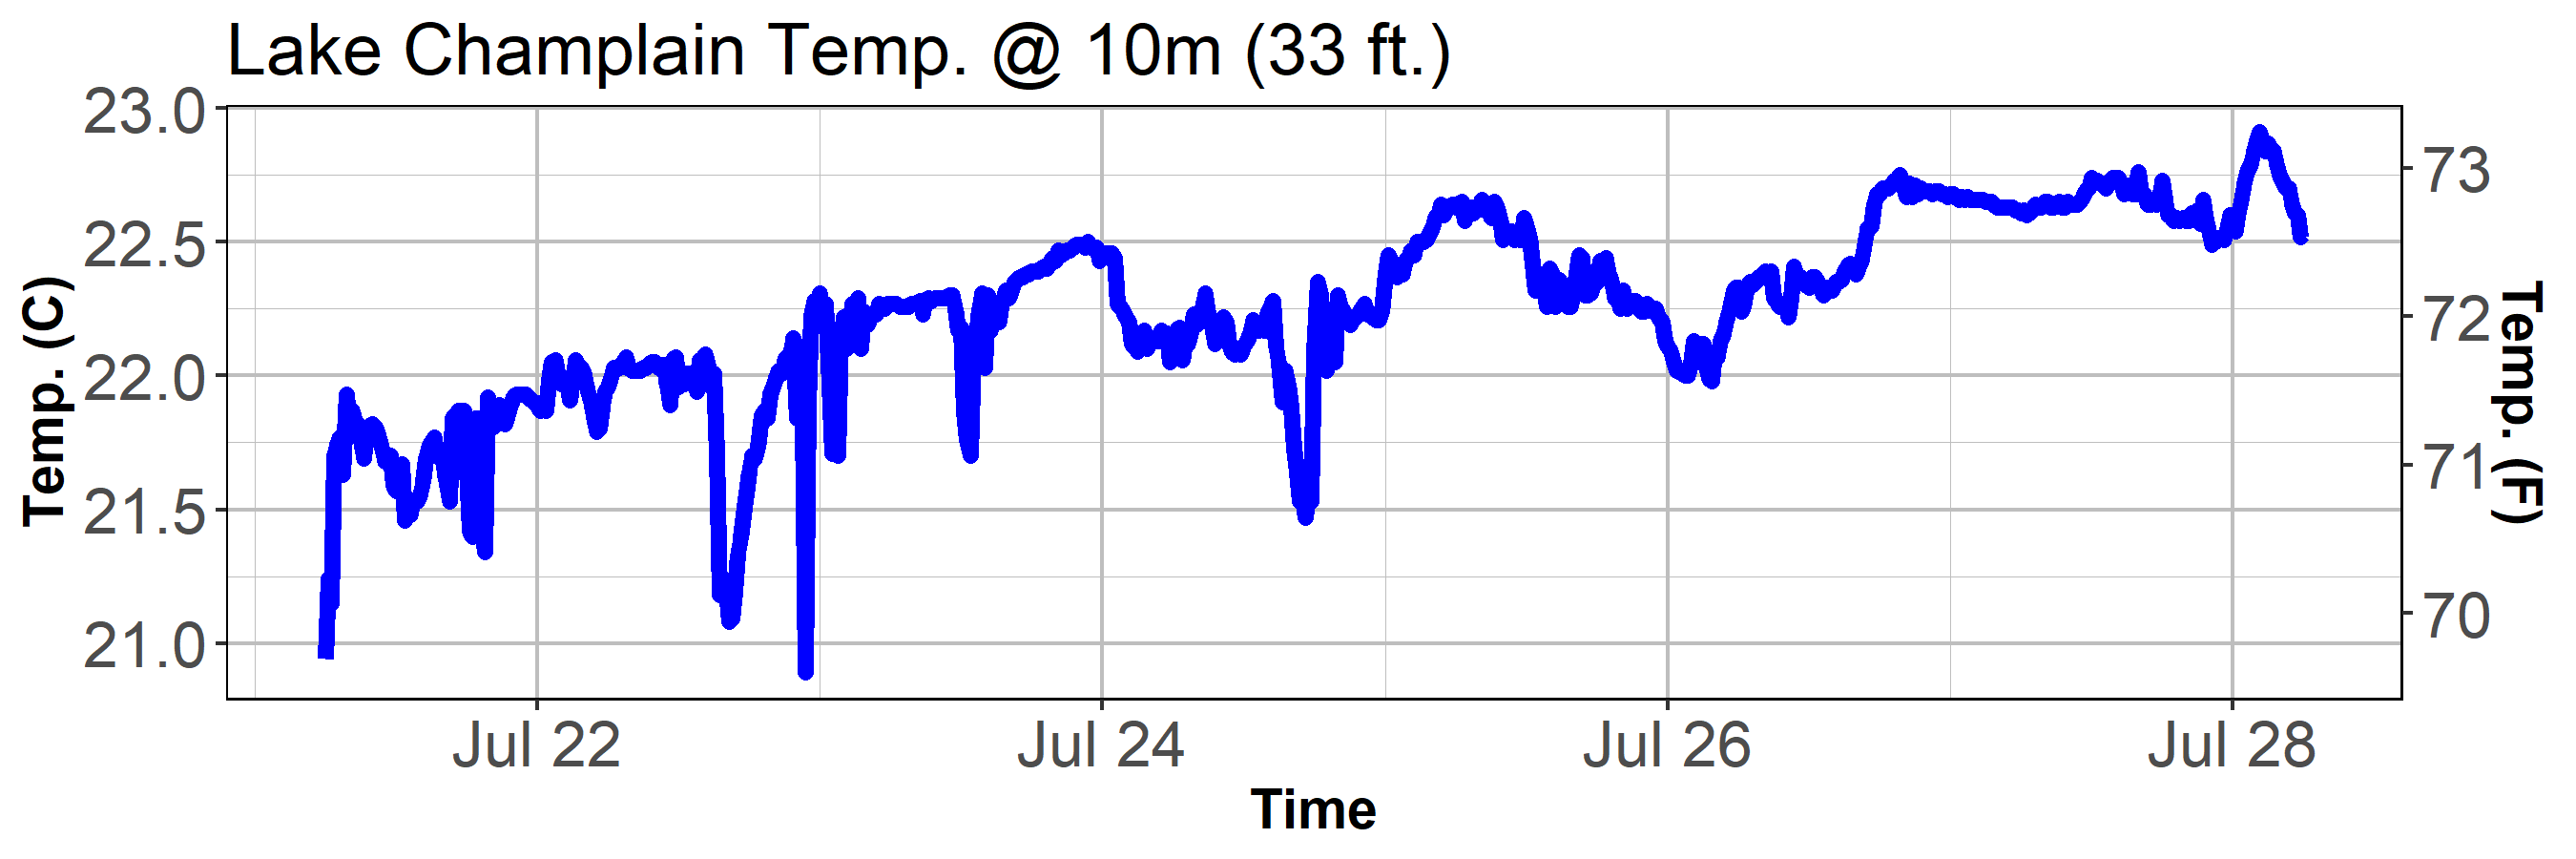 Lake Champlain Temp. @ 10m (33 ft.)
23.0
22.5
22.0
21.5
21.0
Temp. (C)
73
72
71
70
Temp. (F)
Jul 22
Jul 24
Jul 26
Jul 28
Time